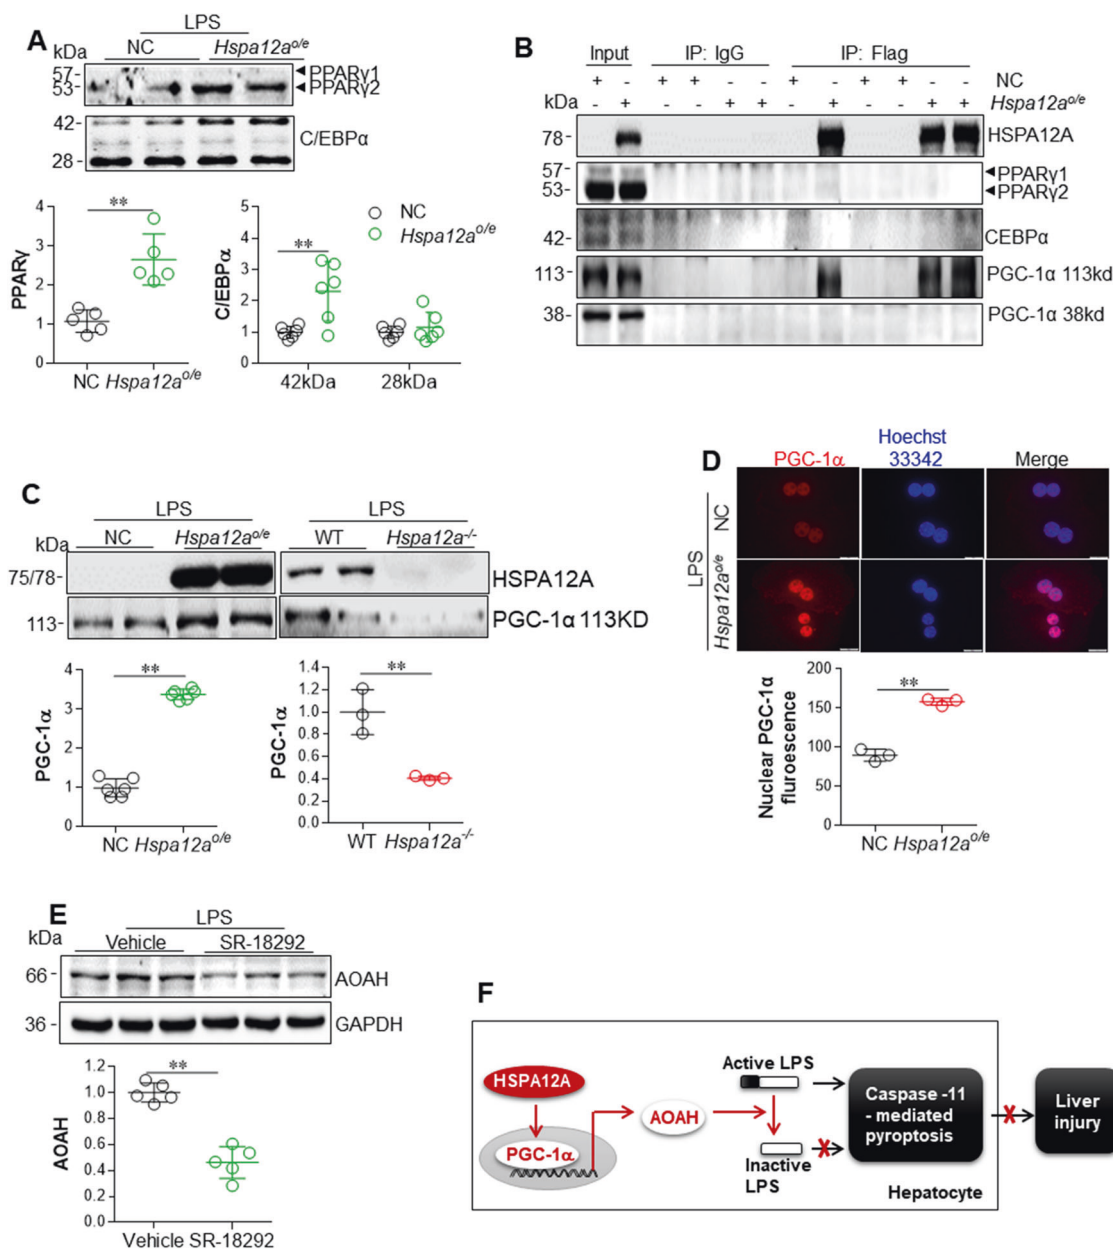 A
LPS
kDa NC Hspa12a^o/e
57- PPARγ1
53- PPARγ2
42-
C/EBPα
28-
4
3
2
1
0
PPARγ
**
NC Hspa12a^o/e
5
4
3
2
1
0
C/EBPα
**
NC
Hspa12a^o/e
42kDa 28kDa
B
Input IP: IgG IP: Flag
+ - + + - - + - + + - - NC
kDa - + - - + + - + - - + + Hspa12a^o/e
78- HSPA12A
57- PPARγ1
53- PPARγ2
42- CEBPα
113- PGC-1α 113kd
38- PGC-1α 38kd
C
LPS LPS
kDa NC Hspa12a^o/e WT Hspa12a^-/-
75/78- HSPA12A
113- PGC-1α 113KD
4
3
2
1
0
PGC-1α
**
NC Hspa12a^o/e
1.4
1.2
1.0
0.8
0.6
0.4
0.2
0.0
PGC-1α
**
WT Hspa12a^-/-
D
PGC-1α Hoechst 33342 Merge
LPS
NC
Hspa12a^o/e
200
150
100
50
0
Nuclear PGC-1α
fluroescence
**
NC Hspa12a^o/e
E
LPS
kDa Vehicle SR-18292
66- AOAH
36- GAPDH
1.2
1.0
0.8
0.6
0.4
0.2
0.0
AOAH
**
Vehicle SR-18292
F
HSPA12A
PGC-1α
AOAH
Active LPS
Inactive
LPS
Caspase -11
- mediated
pyroptosis
Hepatocyte
Liver
injury